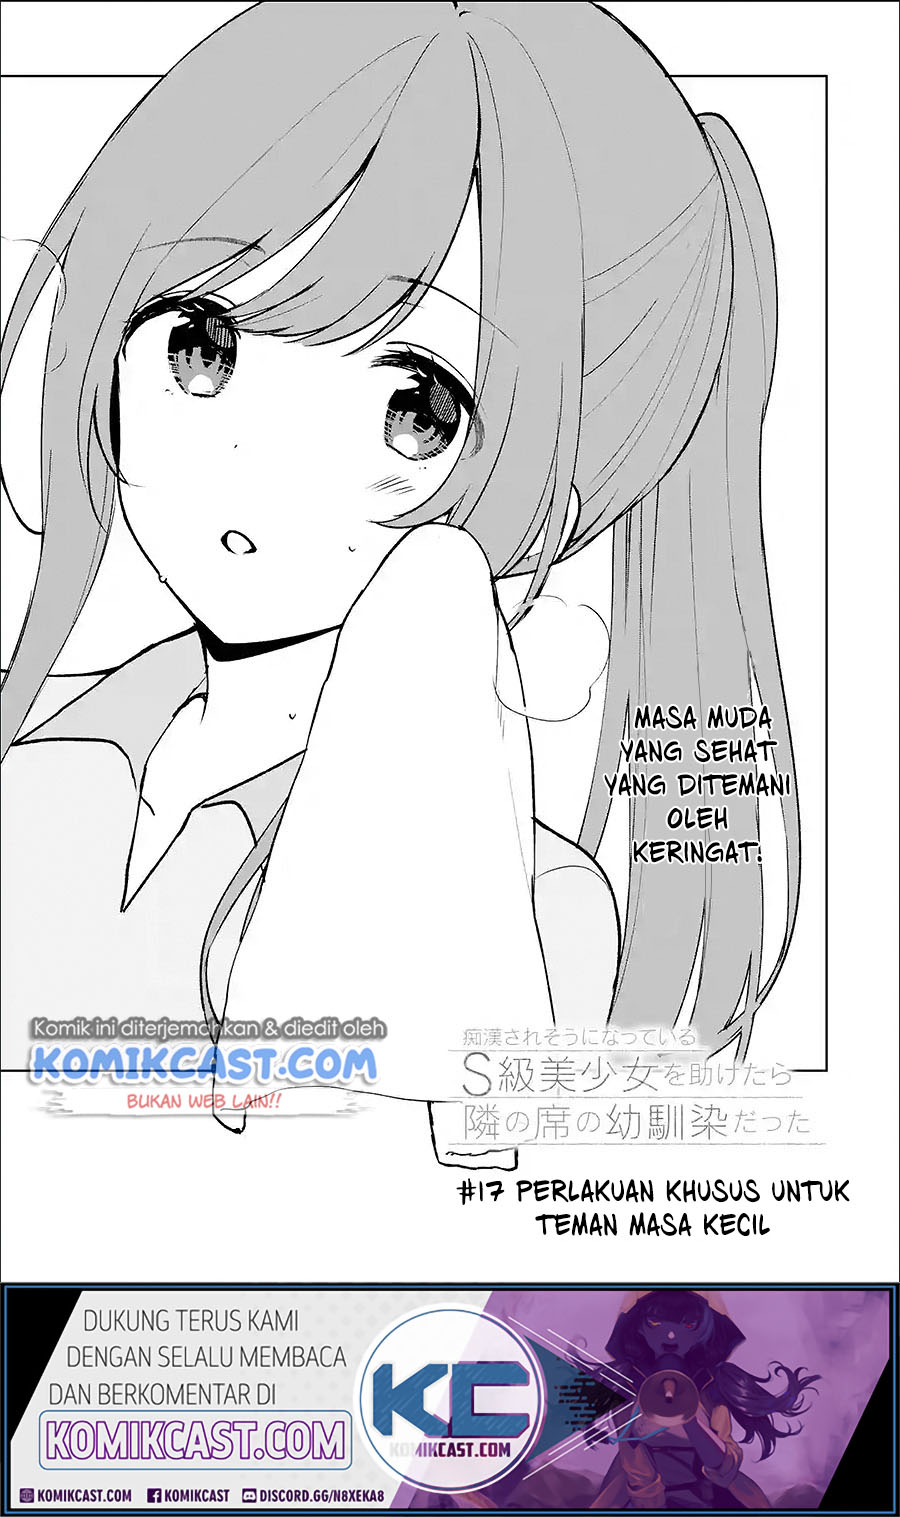 MASA MUDA
YANG SEHAT
YANG DITEMANI
OLEH
KERINGAT!
Komik ini diterjemahkan & diedit oleh
KOMIKCAST.COM
BUKAN WEB LAIN!!
痴漢されそうになっている
S級美少女を助けたら
隣の席の幼馴染だった
#17 PERLAKUAN KHUSUS UNTUK
TEMAN MASA KECIL
DUKUNG TERUS KAMI
DENGAN SELALU MEMBACA
DAN BERKOMENTAR DI
KOMIKCAST.COM
KC
KOMIKCAST.COM
KOMIKCAST.COM
KOMIKCAST
DISCORD.GG/N8XEKA8